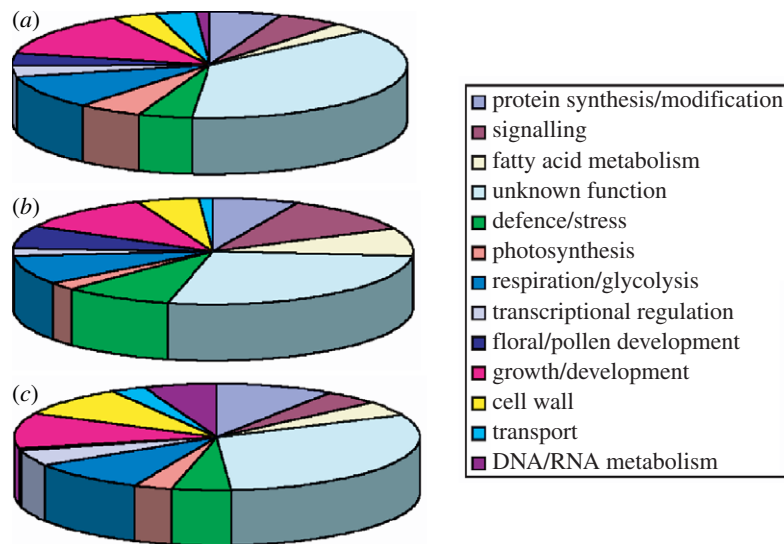 (a)
(b)
(c)
protein synthesis/modification
signalling
fatty acid metabolism
unknown function
defence/stress
photosynthesis
respiration/glycolysis
transcriptional regulation
floral/pollen development
growth/development
cell wall
transport
DNA/RNA metabolism